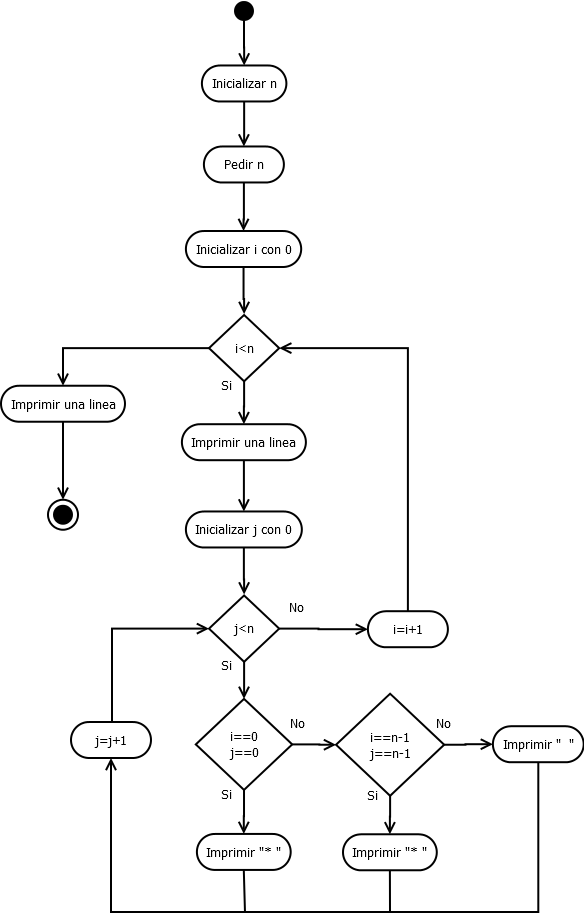 Inicializar n
Pedir n
Inicializar i con 0
i<n
Si
Imprimir una linea
Imprimir una linea
Inicializar j con 0
j<n
No
Si
i=i+1
j=j+1
i==0
j==0
No
Si
i==n-1
j==n-1
No
Si
Imprimir "  "
Imprimir "* "
Imprimir "* "